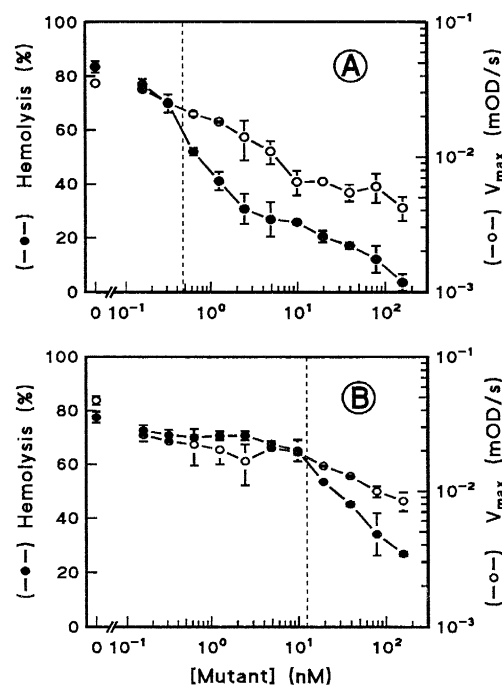 A
(—●—) Hemolysis (%)
100
80
60
40
20
0
10⁻¹
10⁻²
10⁻³
(—○—) Vmax (mOD/s)
0 10⁻¹ 10⁰ 10¹ 10²
B
(—●—) Hemolysis (%)
100
80
60
40
20
0
10⁻¹
10⁻²
10⁻³
(—○—) Vmax (mOD/s)
0 10⁻¹ 10⁰ 10¹ 10²
[Mutant] (nM)